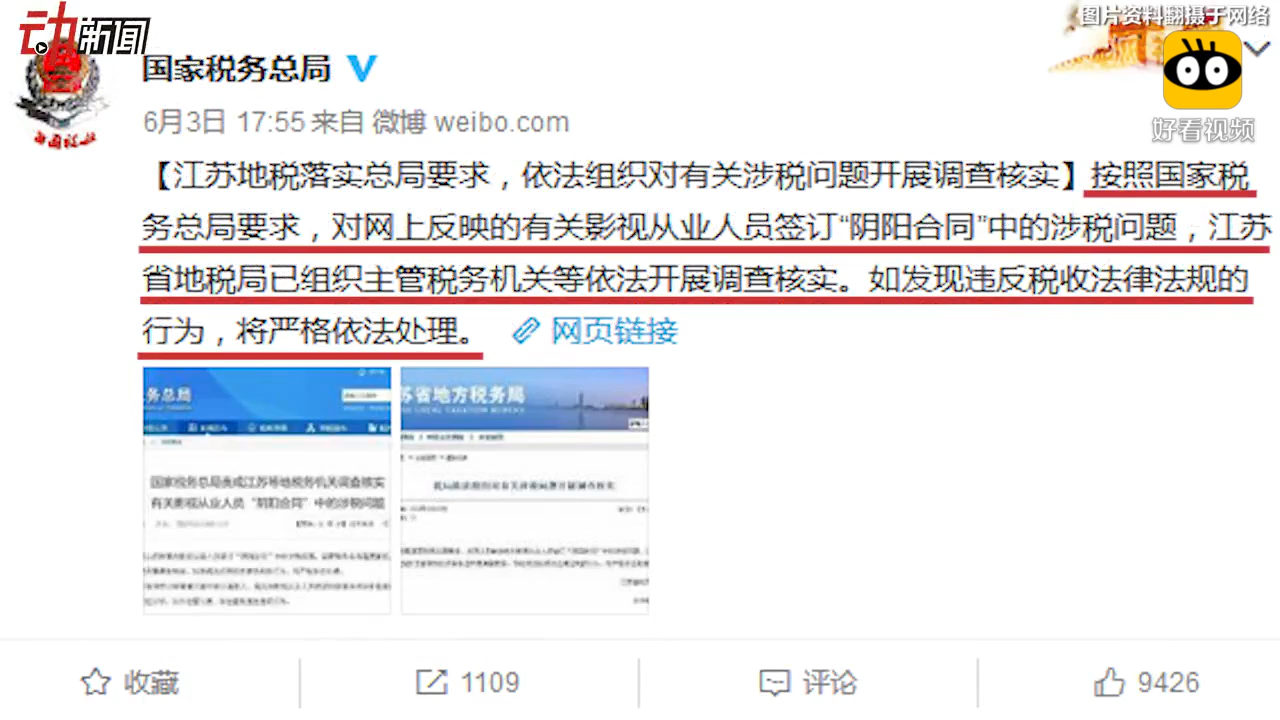 动新闻
图片资料翻摄于网络
好看视频
中国税务
国家税务总局
6月3日 17:55 来自 微博 weibo.com
【江苏地税落实总局要求，依法组织对有关涉税问题开展调查核实】按照国家税
务总局要求，对网上反映的有关影视从业人员签订“阴阳合同”中的涉税问题，江苏
省地税局已组织主管税务机关等依法开展调查核实。如发现违反税收法律法规的
行为，将严格依法处理。 网页链接
务总局
国家税务总局责成江苏等地税务机关调查核实
有关影视从业人员“阴阳合同”中的涉税问题
苏省地方税务局
收藏
1109
评论
9426